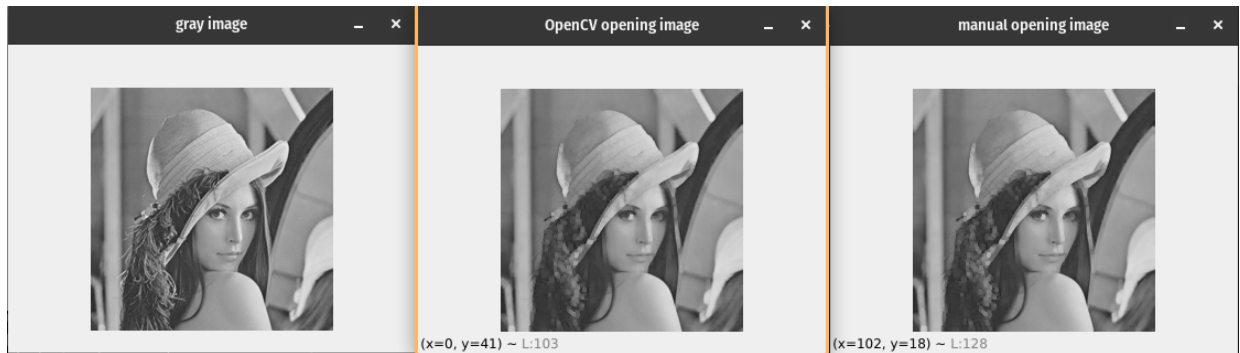 gray image
OpenCV opening image
manual opening image
(x=0, y=41) ~ L:103
(x=102, y=18) ~ L:128